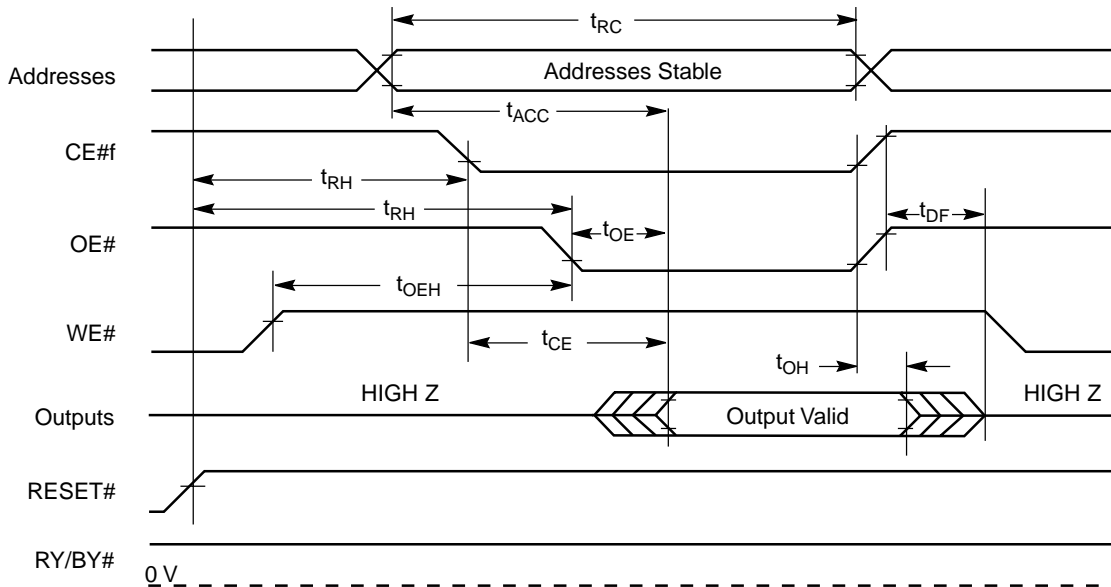 tRC
Addresses
Addresses Stable
tACC
CE#f
tRH
tRH
tOE
tDF
OE#
tOEH
WE#
tCE
tOH
HIGH Z
HIGH Z
Outputs
Output Valid
RESET#
RY/BY#
0 V